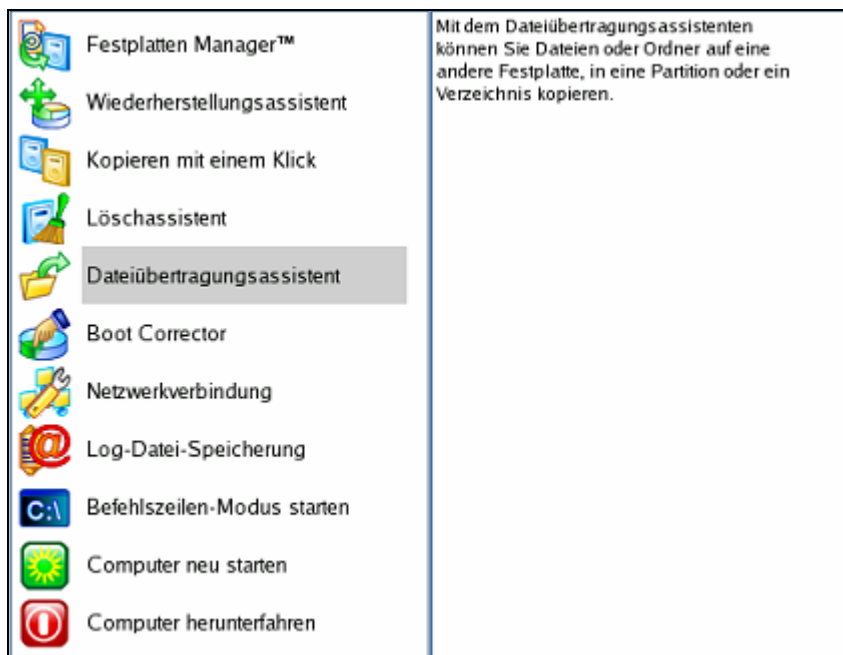 Festplatten Manager™
Wiederherstellungsassistent
Kopieren mit einem Klick
Löschassistent
Dateiübertragungsassistent
Boot Corrector
Netzwerkverbindung
Log-Datei-Speicherung
C:\
Befehlszeilen-Modus starten
Computer neu starten
Computer herunterfahren
Mit dem Dateiübertragungsassistenten
können Sie Dateien oder Ordner auf eine
andere Festplatte, in eine Partition oder ein
Verzeichnis kopieren.